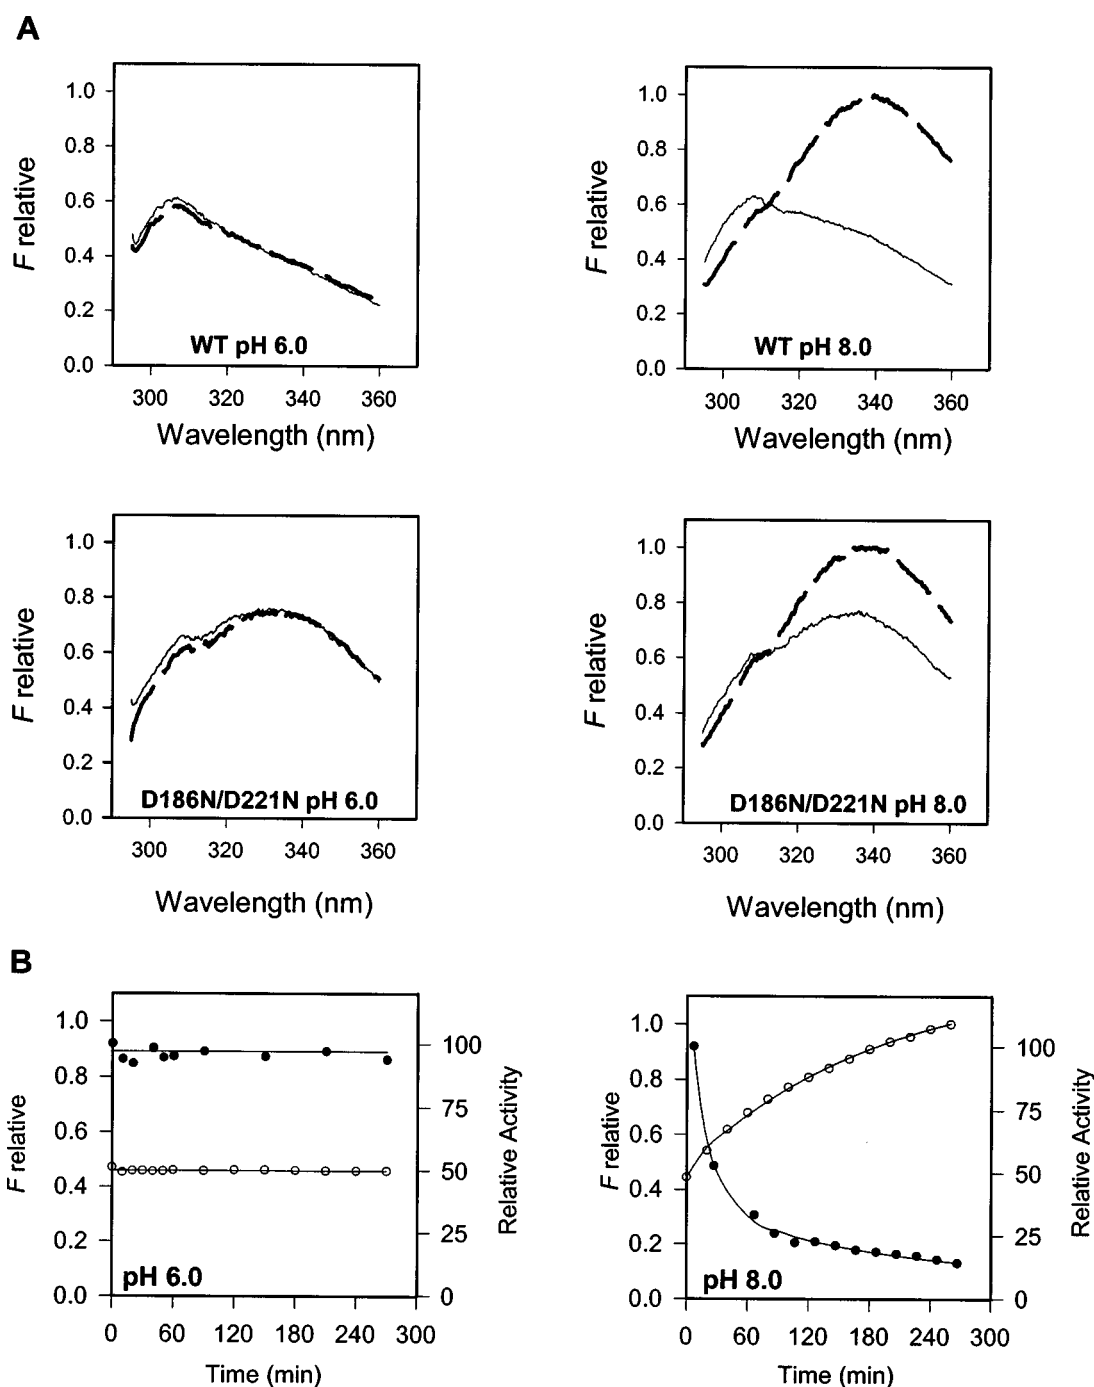 A
F relative
1.0
0.8
0.6
0.4
0.2
0.0
WT pH 6.0
300 320 340 360
Wavelength (nm)
F relative
1.0
0.8
0.6
0.4
0.2
0.0
WT pH 8.0
300 320 340 360
Wavelength (nm)
F relative
1.0
0.8
0.6
0.4
0.2
0.0
D186N/D221N pH 6.0
300 320 340 360
Wavelength (nm)
F relative
1.0
0.8
0.6
0.4
0.2
0.0
D186N/D221N pH 8.0
300 320 340 360
Wavelength (nm)
B
F relative
1.0
0.8
0.6
0.4
0.2
0.0
pH 6.0
100
75
50
25
0
Relative Activity
0 60 120 180 240 300
Time (min)
F relative
1.0
0.8
0.6
0.4
0.2
0.0
pH 8.0
100
75
50
25
0
Relative Activity
0 60 120 180 240 300
Time (min)